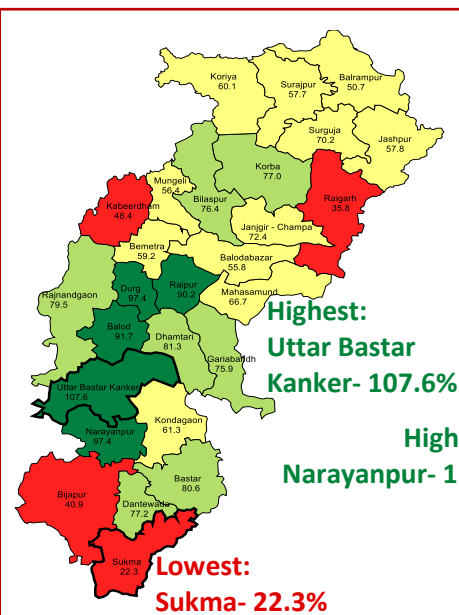 Koriya
60.1
Surajpur
57.7
Balrampur
50.7
Surguja
70.2
Jashpur
57.8
Korba
77.0
Mungeli
56.4
Bilaspur
76.4
Kabeerdham
48.4
Raigarh
35.8
Janjgir - Champa
72.4
Bemetra
59.2
Balodabazar
55.8
Rajnandgaon
79.5
Durg
97.4
Raipur
90.2
Mahasamund
66.7
Balod
91.7
Dhamtari
81.3
Gariabandh
75.9
Highest:
Uttar Bastar
Kanker- 107.6%
Uttar Bastar Kanker
107.6
Narayanpur
97.4
Kondagaon
61.3
High
Narayanpur- 1
Bijapur
40.9
Bastar
80.6
Dantewada
77.2
Sukma
22.3
Lowest:
Sukma- 22.3%